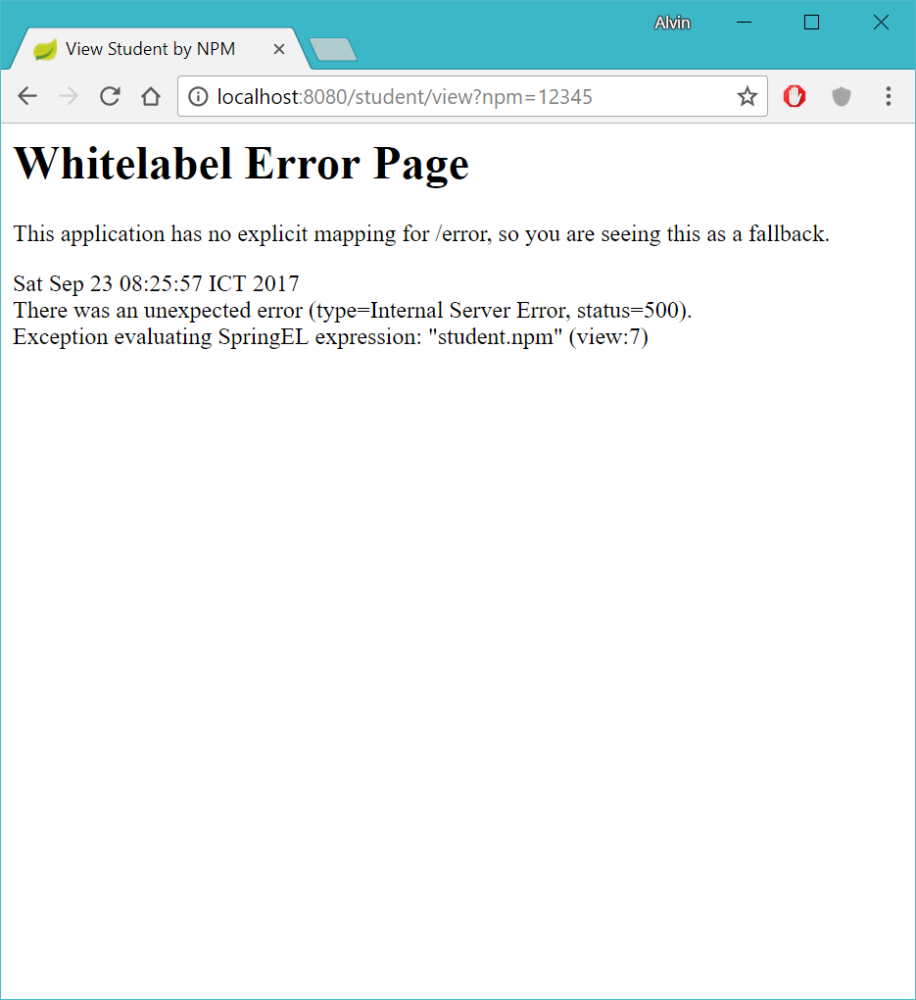 Alvin
View Student by NPM
localhost:8080/student/view?npm=12345
Whitelabel Error Page
This application has no explicit mapping for /error, so you are seeing this as a fallback.
Sat Sep 23 08:25:57 ICT 2017
There was an unexpected error (type=Internal Server Error, status=500).
Exception evaluating SpringEL expression: "student.npm" (view:7)